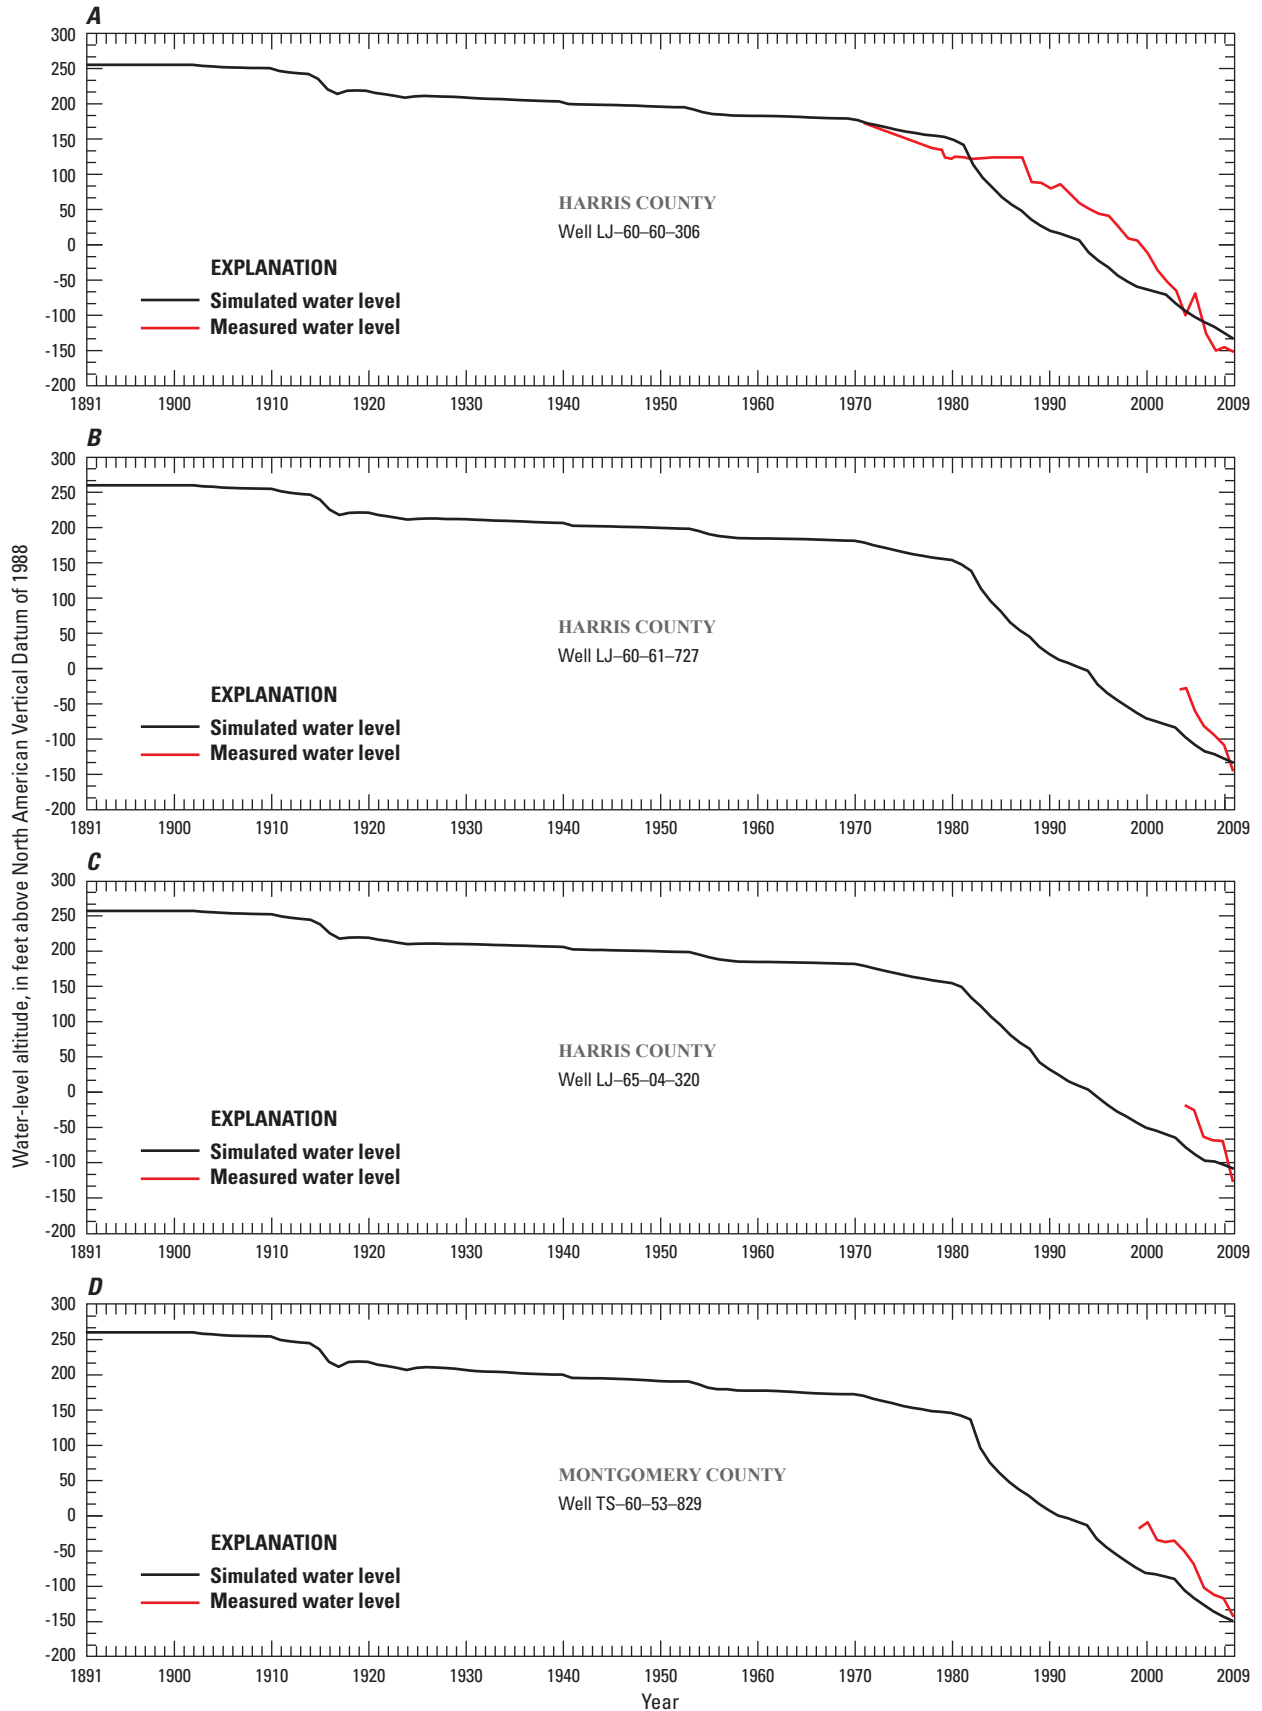 A
300
250
200
150
100
50
0
-50
-100
-150
-200
HARRIS COUNTY
Well LJ–60–60–306
EXPLANATION
Simulated water level
Measured water level
1891 1900 1910 1920 1930 1940 1950 1960 1970 1980 1990 2000 2009
B
300
250
200
150
100
50
0
-50
-100
-150
-200
HARRIS COUNTY
Well LJ–60–61–727
EXPLANATION
Simulated water level
Measured water level
1891 1900 1910 1920 1930 1940 1950 1960 1970 1980 1990 2000 2009
Water-level altitude, in feet above North American Vertical Datum of 1988
C
300
250
200
150
100
50
0
-50
-100
-150
-200
HARRIS COUNTY
Well LJ–65–04–320
EXPLANATION
Simulated water level
Measured water level
1891 1900 1910 1920 1930 1940 1950 1960 1970 1980 1990 2000 2009
D
300
250
200
150
100
50
0
-50
-100
-150
-200
MONTGOMERY COUNTY
Well TS–60–53–829
EXPLANATION
Simulated water level
Measured water level
1891 1900 1910 1920 1930 1940 1950 1960 1970 1980 1990 2000 2009
Year